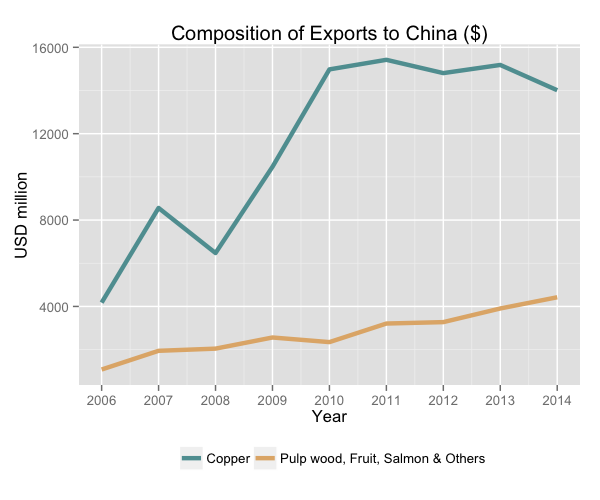 Composition of Exports to China ($)
16000
12000
8000
4000
USD million
2006 2007 2008 2009 2010 2011 2012 2013 2014
Year
Copper Pulp wood, Fruit, Salmon & Others